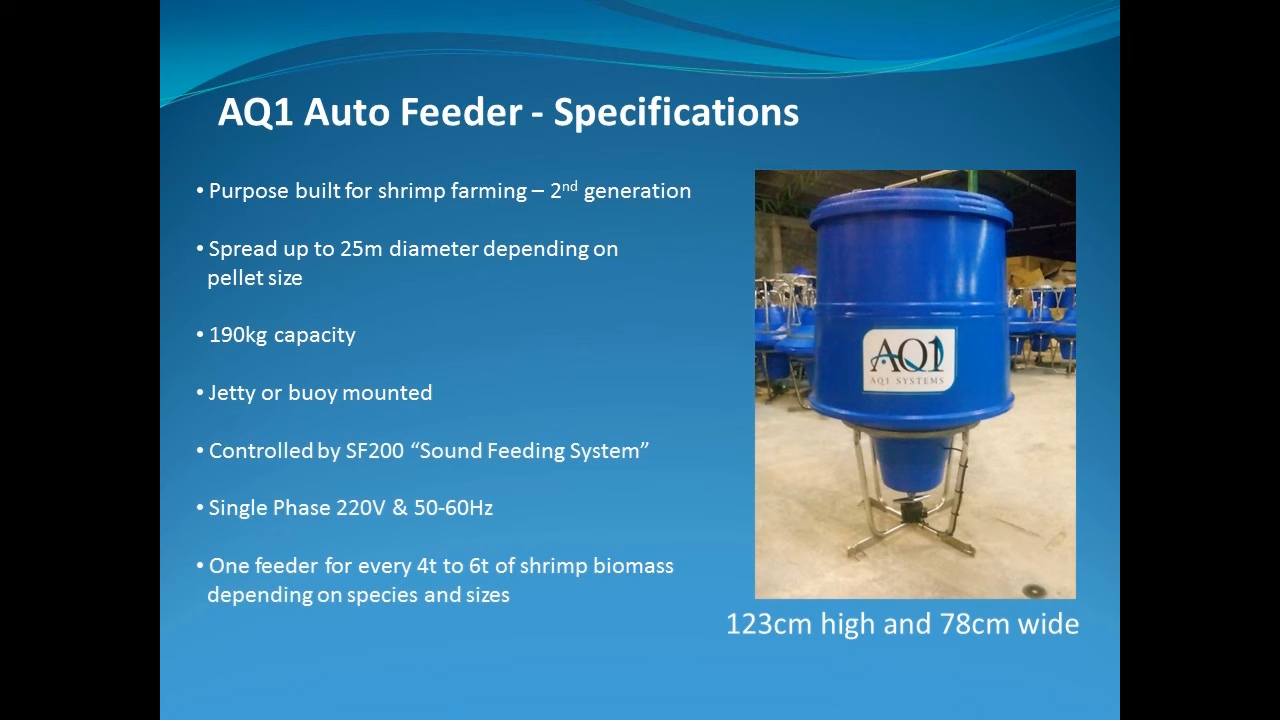 AQ1 Auto Feeder - Specifications
• Purpose built for shrimp farming – 2nd generation
• Spread up to 25m diameter depending on
pellet size
• 190kg capacity
• Jetty or buoy mounted
• Controlled by SF200 “Sound Feeding System”
• Single Phase 220V & 50-60Hz
• One feeder for every 4t to 6t of shrimp biomass
depending on species and sizes
AQ1
AQ1 SYSTEMS
123cm high and 78cm wide